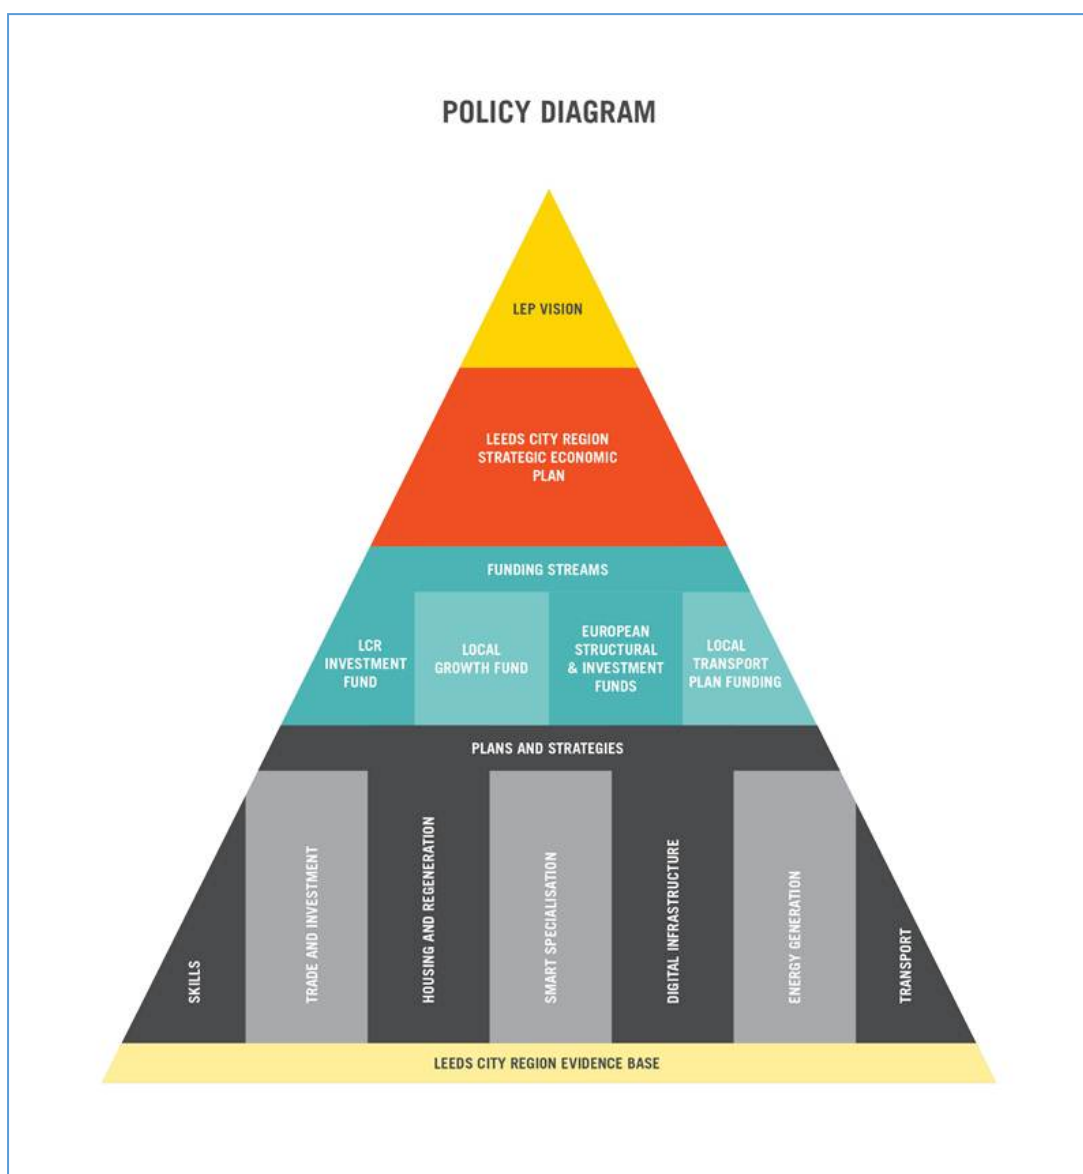 POLICY DIAGRAM
LEP VISION
LEEDS CITY REGION
STRATEGIC ECONOMIC
PLAN
FUNDING STREAMS
LCR
INVESTMENT
FUND
LOCAL
GROWTH FUND
EUROPEAN
STRUCTURAL
& INVESTMENT
FUNDS
LOCAL
TRANSPORT
PLAN FUNDING
PLANS AND STRATEGIES
SKILLS
TRADE AND INVESTMENT
HOUSING AND REGENERATION
SMART SPECIALISATION
DIGITAL INFRASTRUCTURE
ENERGY GENERATION
TRANSPORT
LEEDS CITY REGION EVIDENCE BASE